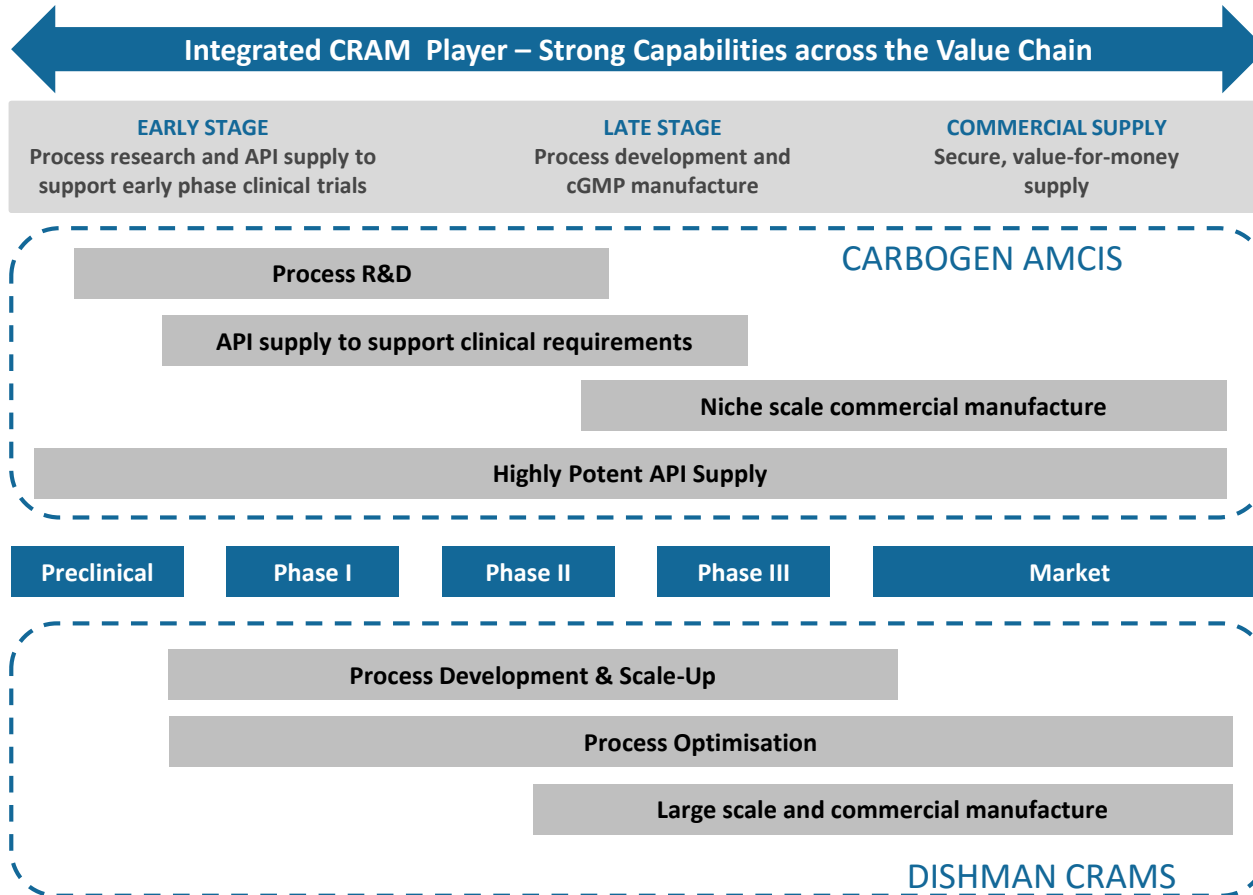 Integrated CRAM Player – Strong Capabilities across the Value Chain
EARLY STAGE
Process research and API supply to
support early phase clinical trials
LATE STAGE
Process development and
cGMP manufacture
COMMERCIAL SUPPLY
Secure, value-for-money
supply
CARBOGEN AMCIS
Process R&D
API supply to support clinical requirements
Niche scale commercial manufacture
Highly Potent API Supply
Preclinical
Phase I
Phase II
Phase III
Market
Process Development & Scale-Up
Process Optimisation
Large scale and commercial manufacture
DISHMAN CRAMS